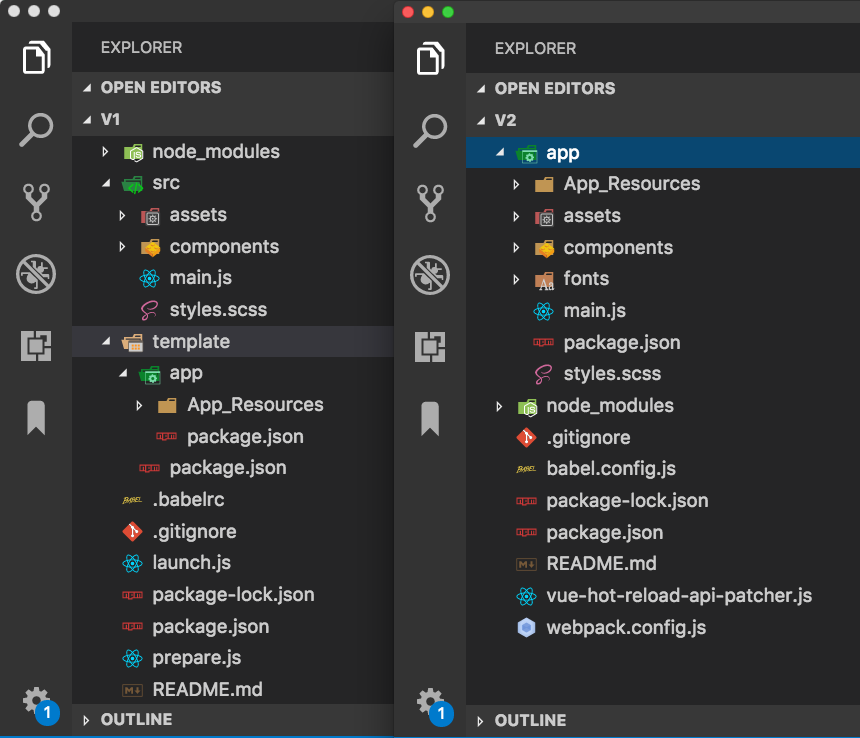 EXPLORER
OPEN EDITORS
V1
node_modules
src
assets
components
main.js
styles.scss
template
app
App_Resources
package.json
package.json
BABEL .babelrc
.gitignore
launch.js
package-lock.json
package.json
prepare.js
M README.md
OUTLINE
1
EXPLORER
OPEN EDITORS
V2
app
App_Resources
assets
components
Aa fonts
main.js
package.json
styles.scss
node_modules
.gitignore
BABEL babel.config.js
package-lock.json
package.json
M README.md
vue-hot-reload-api-patcher.js
webpack.config.js
OUTLINE
1